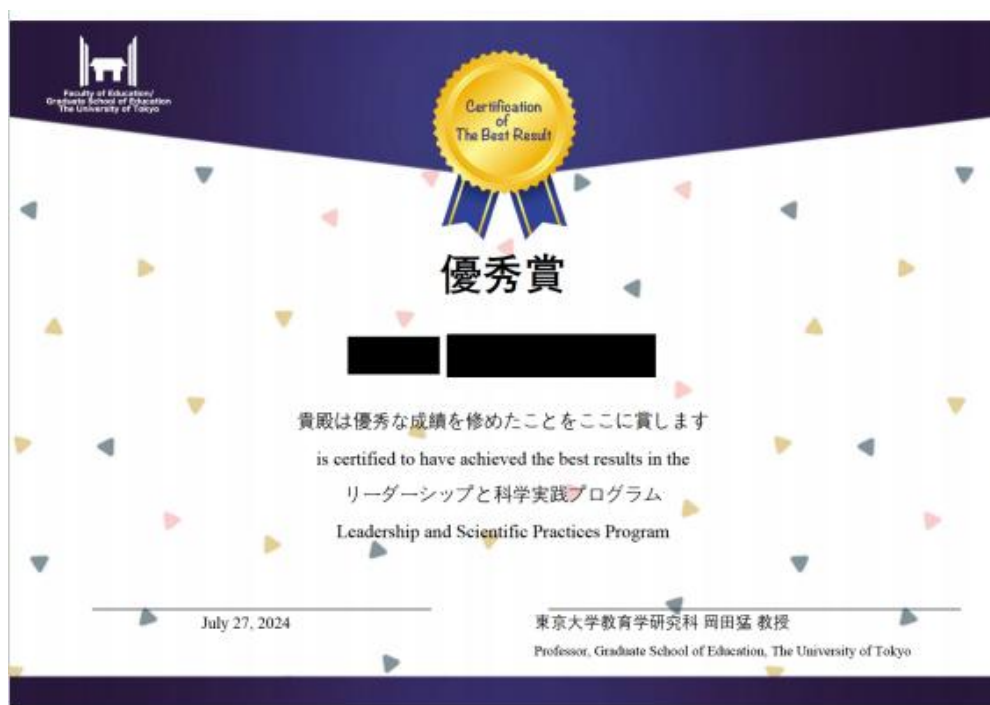 Faculty of Education/
Graduate School of Education
The University of Tokyo
Certification
of
The Best Result
優秀賞
貴殿は優秀な成績を修めたことをここに賞します
is certified to have achieved the best results in the
リーダーシップと科学実践プログラム
Leadership and Scientific Practices Program
July 27, 2024
東京大学教育学研究科 岡田猛 教授
Professor, Graduate School of Education, The University of Tokyo